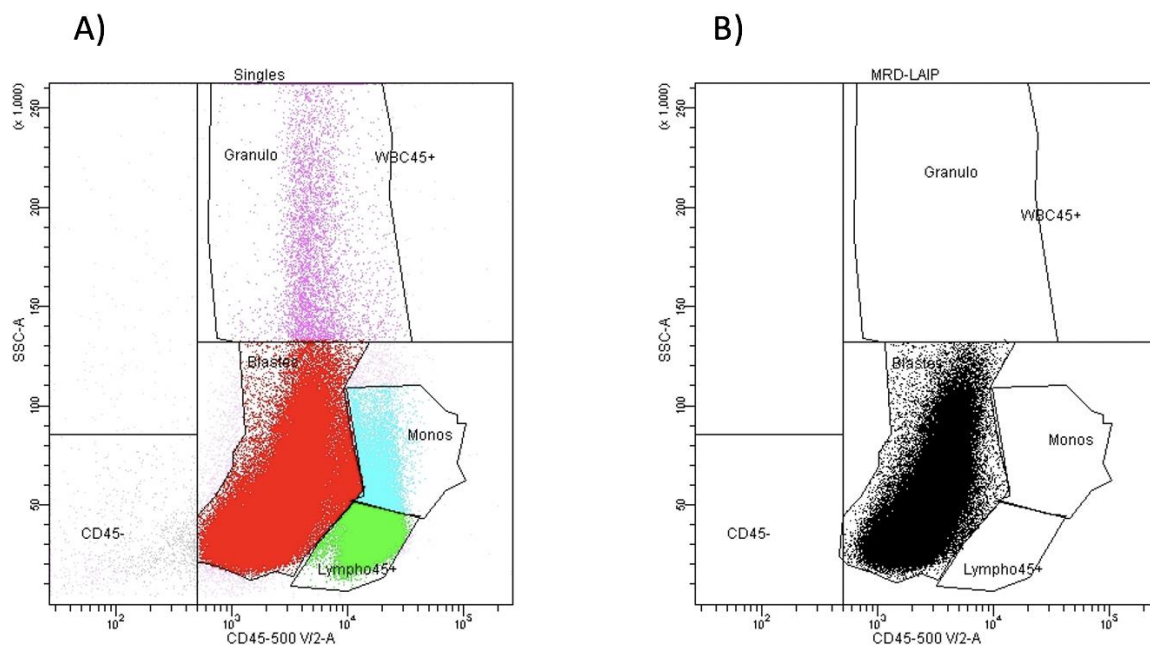 A)
B)
Singles
(x 1.000)
250
200
150
100
50
SSC-A
Granulo
WBC45+
Blastes
Monos
CD45-
Lympho45+
10²
10³
10⁴
10⁵
CD45-500 V/2-A
MRD-LAIP
(x 1.000)
250
200
150
100
50
SSC-A
Granulo
WBC45+
Blastes
Monos
CD45-
Lympho45+
10²
10³
10⁴
10⁵
CD45-500 V/2-A